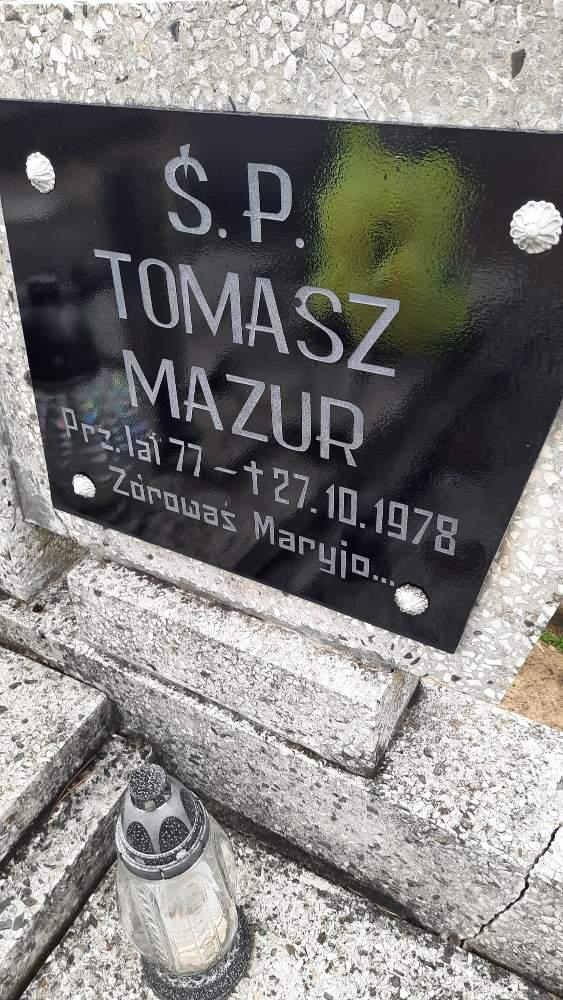 Ś.P.
TOMASZ
MAZUR
Prz. lat 77 – † 27.10.1978
Zdrowaś Maryjo...